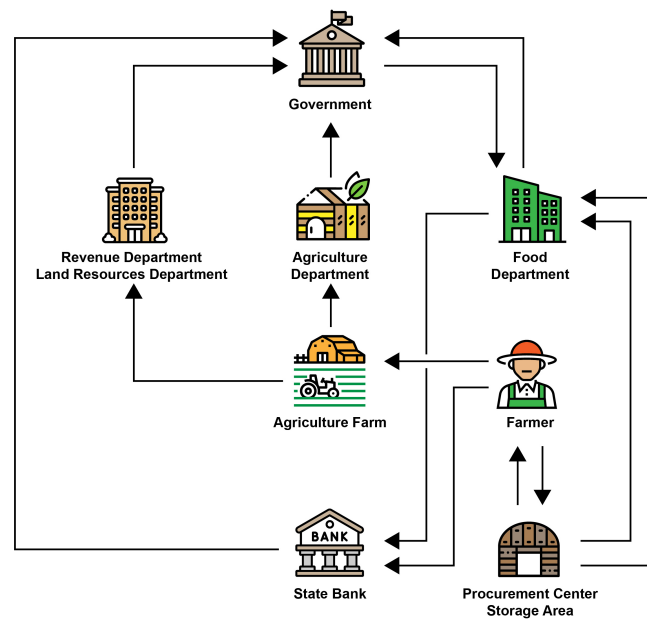 Government
Revenue Department
Land Resources Department
Agriculture
Department
Food
Department
Agriculture Farm
Farmer
BANK
State Bank
Procurement Center
Storage Area